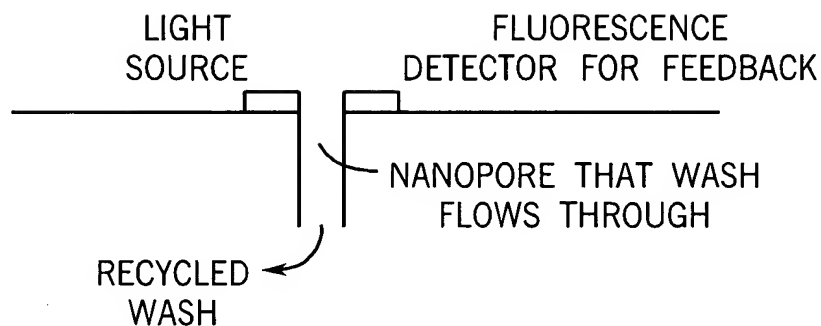 LIGHT
SOURCE
FLUORESCENCE
DETECTOR FOR FEEDBACK
NANOPORE THAT WASH
FLOWS THROUGH
RECYCLED
WASH